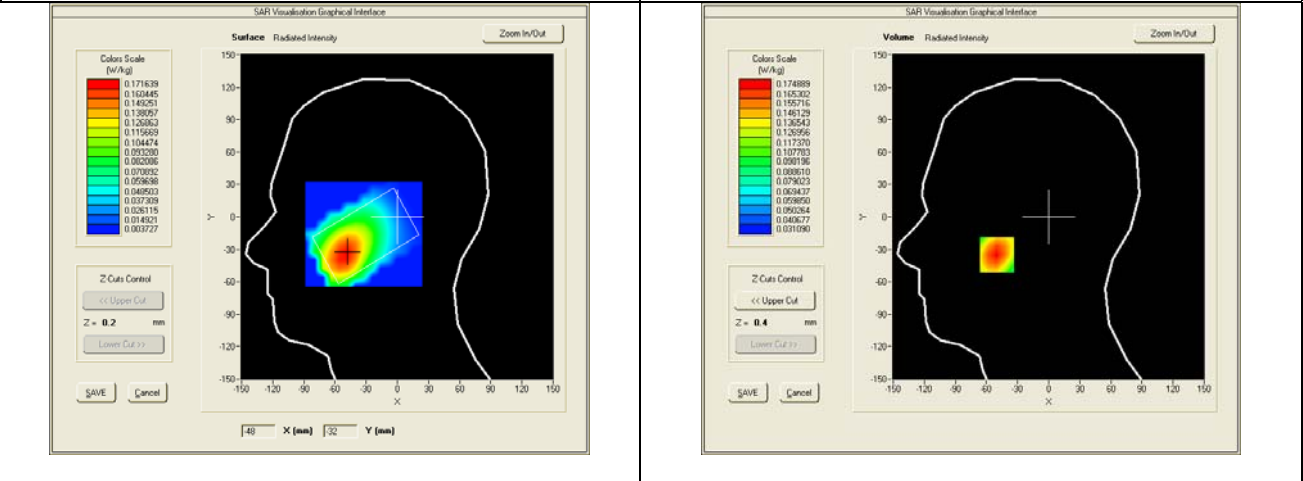 SAR Visualisation Graphical Interface
Surface Radiated Intensity
Zoom In/Out
Colors Scale
(W/kg)
0.171639
0.160445
0.149251
0.138057
0.126863
0.115669
0.104474
0.093280
0.082086
0.070892
0.059698
0.048503
0.037309
0.026115
0.014921
0.003727
Z-Cuts Control
<< Upper Cut
Z = 0.2 mm
Lower Cut >>
SAVE Cancel
150
120
90
60
30
0
-30
-60
-90
-120
-150
Y
-150 -120 -90 -60 -30 0 30 60 90 120 150
X
-48 X (mm) -32 Y (mm)
SAR Visualisation Graphical Interface
Volume Radiated Intensity
Zoom In/Out
Colors Scale
(W/kg)
0.174889
0.165302
0.155716
0.146129
0.136543
0.126956
0.117370
0.107783
0.098196
0.088610
0.079023
0.069437
0.059850
0.050264
0.040677
0.031090
Z-Cuts Control
<< Upper Cut
Z = 0.4 mm
Lower Cut >>
SAVE Cancel
150
120
90
60
30
0
-30
-60
-90
-120
-150
Y
-150 -120 -90 -60 -30 0 30 60 90 120 150
X